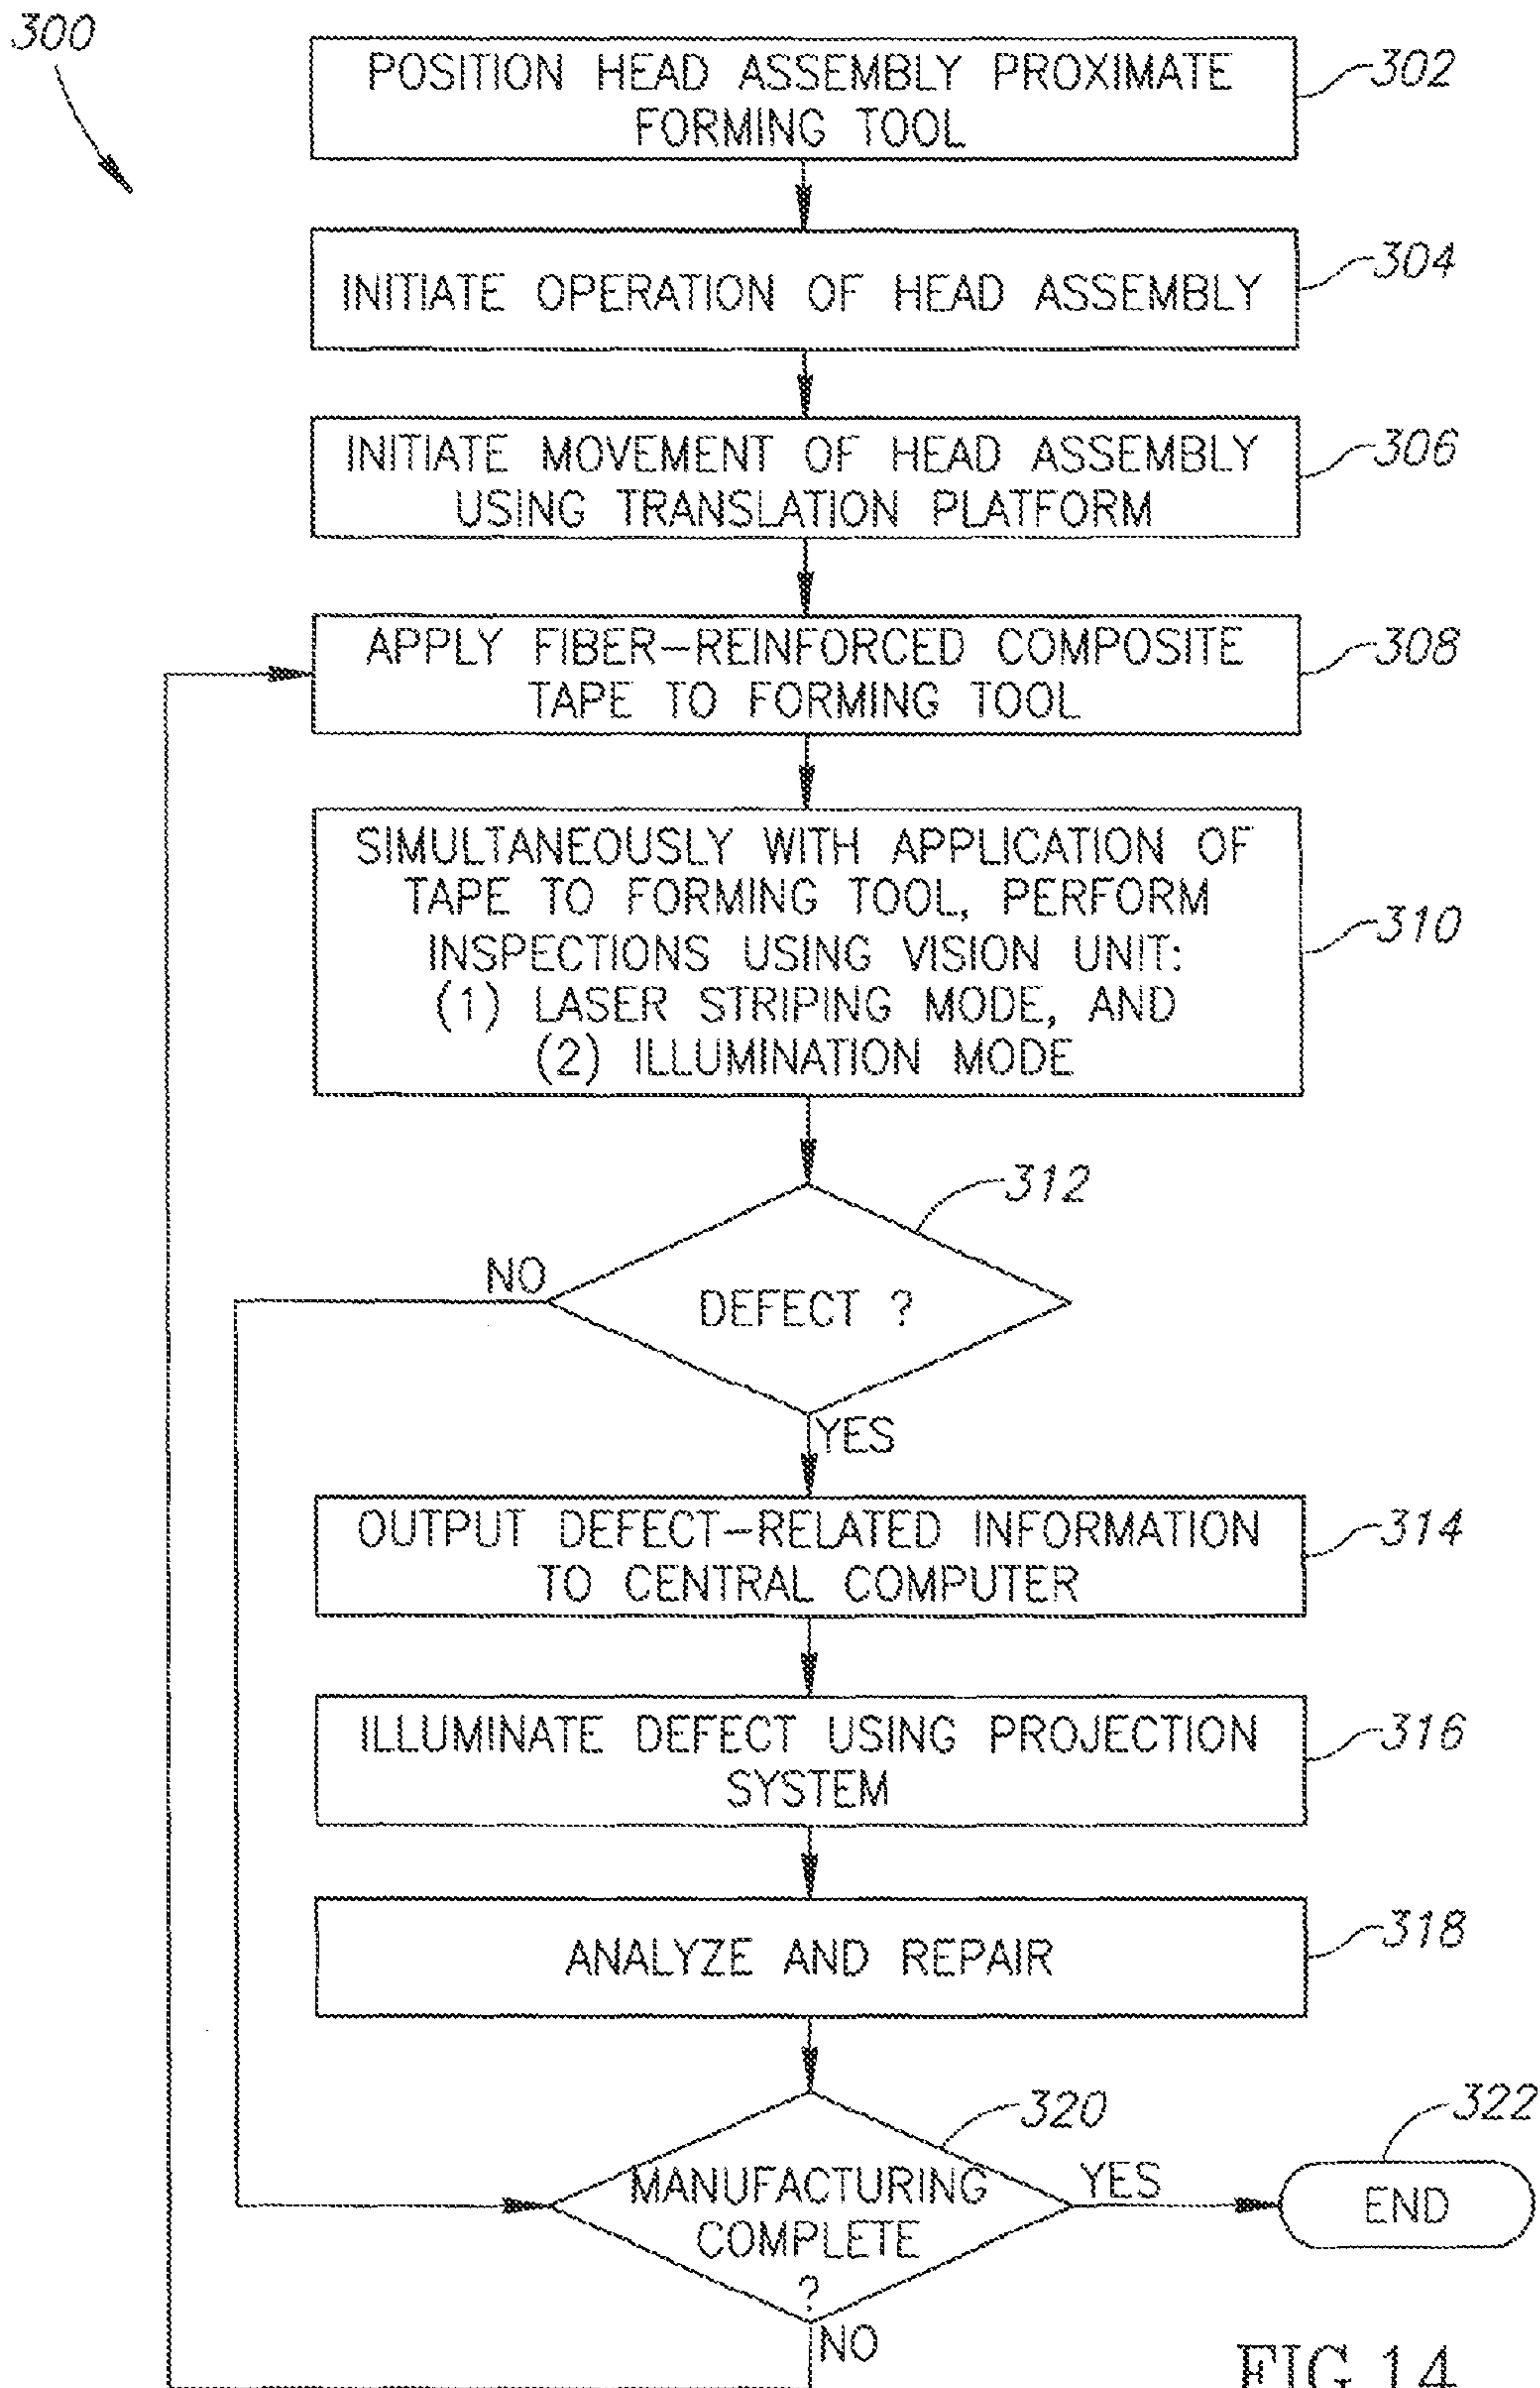 300
POSITION HEAD ASSEMBLY PROXIMATE
FORMING TOOL
302
INITIATE OPERATION OF HEAD ASSEMBLY
304
INITIATE MOVEMENT OF HEAD ASSEMBLY
USING TRANSLATION PLATFORM
306
APPLY FIBER-REINFORCED COMPOSITE
TAPE TO FORMING TOOL
308
SIMULTANEOUSLY WITH APPLICATION OF
TAPE TO FORMING TOOL, PERFORM
INSPECTIONS USING VISION UNIT:
(1) LASER STRIPING MODE, AND
(2) ILLUMINATION MODE
310
312
NO
DEFECT ?
YES
OUTPUT DEFECT-RELATED INFORMATION
TO CENTRAL COMPUTER
314
ILLUMINATE DEFECT USING PROJECTION
SYSTEM
316
ANALYZE AND REPAIR
318
320
MANUFACTURING
COMPLETE
?
YES
322
END
NO
FIG.14